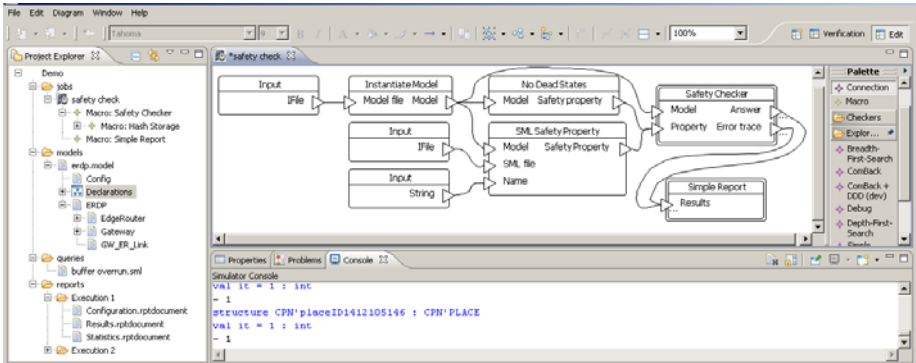 File Edit Diagram Window Help
Tahoma 9 B I A 100% Verification Edit
Project Explorer
Demo
jobs
safety check
Macro: Safety Checker
Macro: Hash Storage
Macro: Simple Report
models
erdp.model
Config
Declarations
ERDP
EdgeRouter
Gateway
GW_ER_Link
queries
buffer overrun.sml
reports
Execution 1
Configuration.rptdocument
Results.rptdocument
Statistics.rptdocument
Execution 2
*safety check
Input
IFile
Instantiate Model
Model file Model
No Dead States
Model Safety property
Safety Checker
Model Answer
Property Error trace
Input
IFile
SML Safety Property
Model Safety Property
SML file
Name
Input
String
Simple Report
Results
Palette
Connection
Macro
Checkers
Explor...
Breadth-
First-Search
ComBack
ComBack +
DDD (dev)
Debug
Depth-First-
Search
Simple
Properties Problems Console
Simulator Console
val it = 1 : int
- 1
structure CPN'placeID1412105146 : CPN'PLACE
val it = 1 : int
- 1